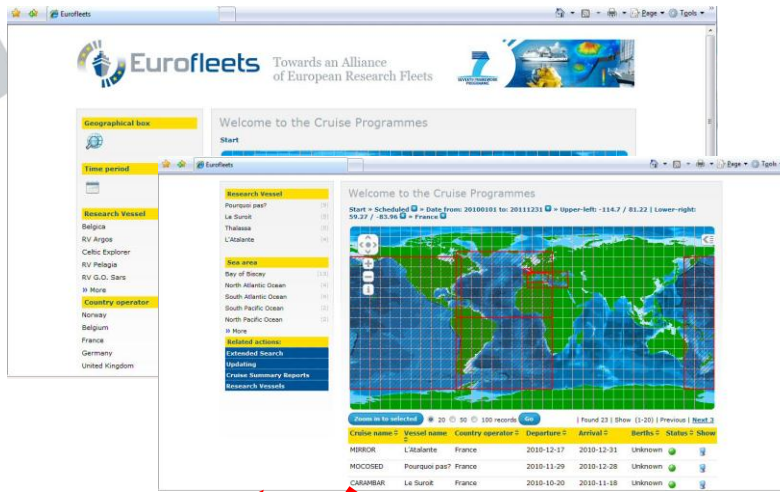 Eurofleets
Page
Tools
Eurofleets
Towards an Alliance
of European Research Fleets
7
SEVENTH FRAMEWORK
PROGRAMME
Geographical box
Time period
Research Vessel
Belgica
RV Argos
Celtic Explorer
RV Pelagia
RV G.O. Sars
» More
Country operator
Norway
Belgium
France
Germany
United Kingdom
Welcome to the Cruise Programmes
Start
Eurofleets
Page
Tools
Research Vessel
Pourquoi pas?
Le Suroit
Thalassa
L'Atalante
Sea area
Bay of Biscay
North Atlantic Ocean
South Atlantic Ocean
South Pacific Ocean
North Pacific Ocean
» More
Related actions:
Extended Search
Updating
Cruise Summary Reports
Research Vessels
Welcome to the Cruise Programmes
Start » Scheduled » Date from: 20100101 to: 20111231 » Upper-left: -114.7 / 81.22 | Lower-right:
59.27 / -83.96 » France
Zoom in to selected 20 50 100 records Go | Found 23 | Show (1-20) | Previous | Next 3
Cruise name Vessel name Country operator Departure Arrival Berths Status Show
MIRROR L'Atalante France 2010-12-17 2010-12-31 Unknown
MOCOSED Pourquoi pas? France 2010-11-29 2010-12-28 Unknown
CARAMBAR Le Suroit France 2010-10-20 2010-11-18 Unknown